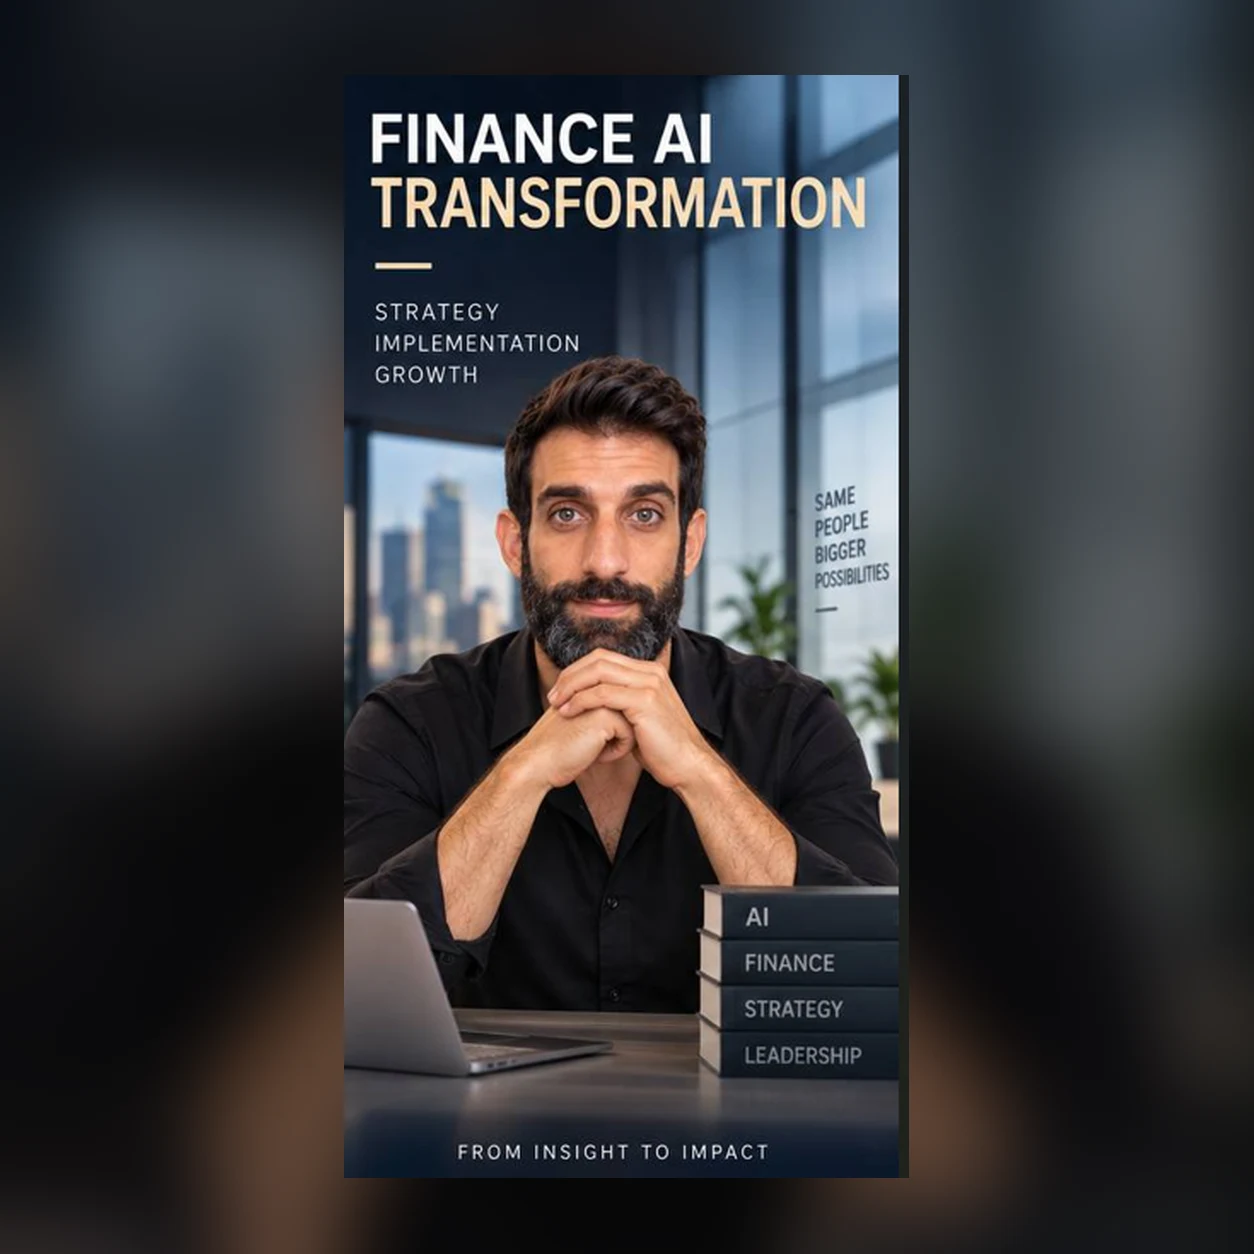 FINANCE AI
TRANSFORMATION
STRATEGY
IMPLEMENTATION
GROWTH
SAME
PEOPLE
BIGGER
POSSIBILITIES
AI
FINANCE
STRATEGY
LEADERSHIP
FROM INSIGHT TO IMPACT